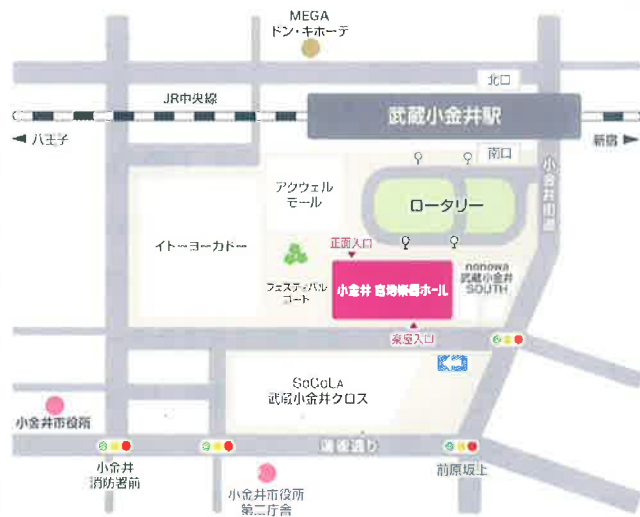 MEGA
ドン・キホーテ
北口
JR中央線
武蔵小金井駅
八王子
新宿
南口
小金井街道
アクウェル
モール
ロータリー
イトーヨーカドー
正面入口
nonowa
武蔵小金井
SOUTH
フェスティバル
コート
小金井 宮地楽器ホール
楽屋入口
SOCOLA
武蔵小金井クロス
小金井市役所
連雀通り
小金井
消防署前
前原坂上
小金井市役所
第二庁舎